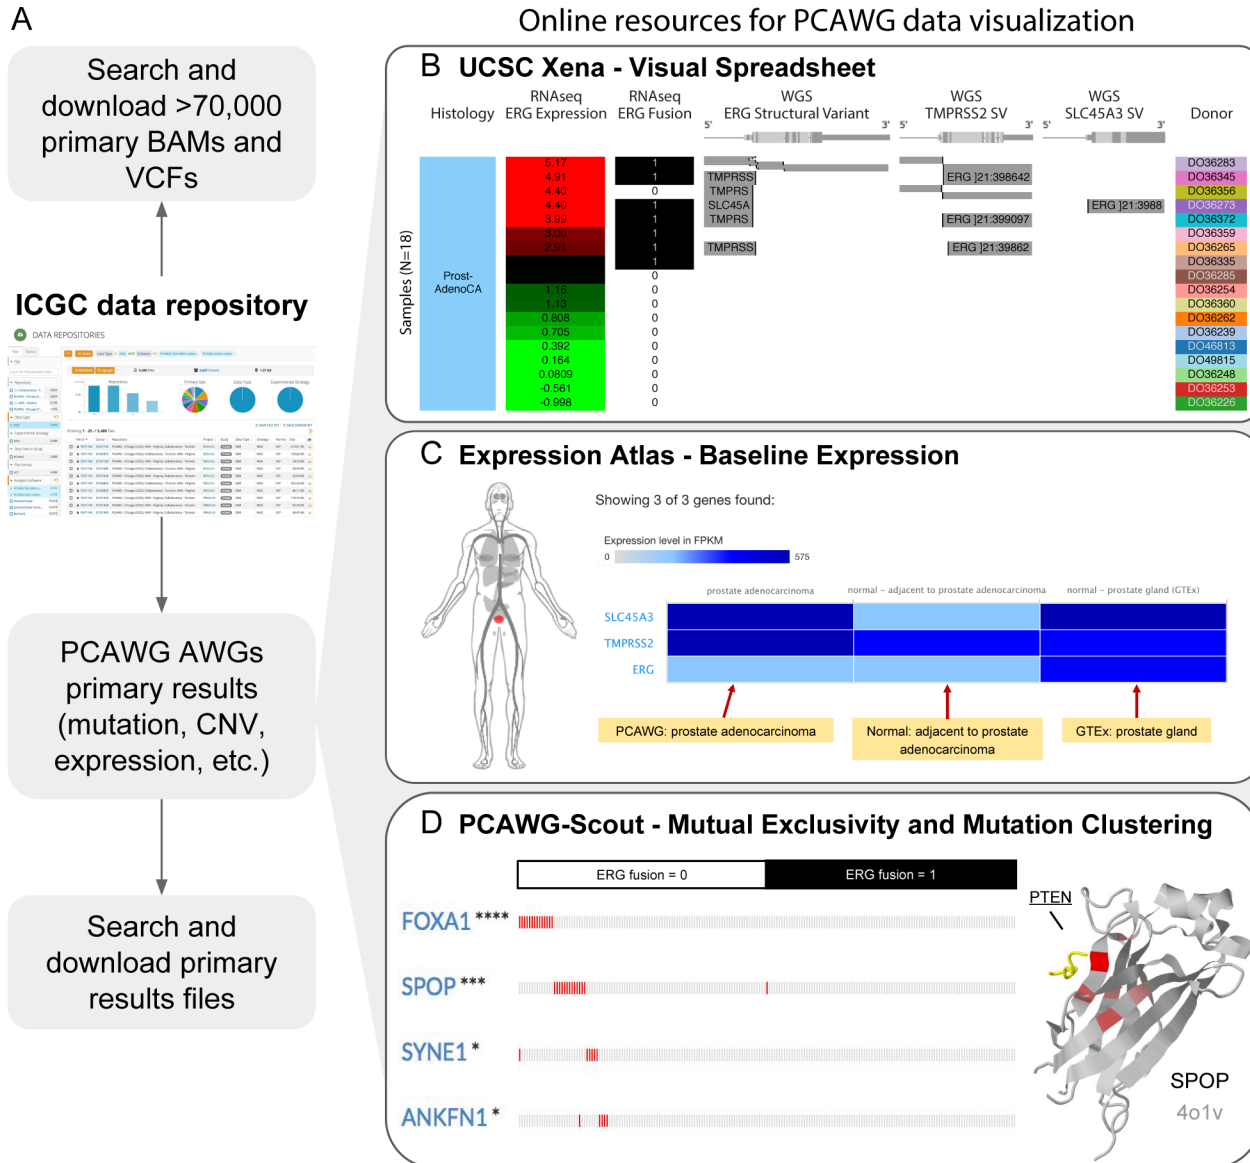 A
Online resources for PCAWG data visualization
Search and
download >70,000
primary BAMs and
VCFs
ICGC data repository
DATA REPOSITORIES
Repository
Primary Site
Data Type
Experimental Strategy
PCAWG AWGs
primary results
(mutation, CNV,
expression, etc.)
Search and
download primary
results files
B UCSC Xena - Visual Spreadsheet
Histology
RNAseq
ERG Expression
RNAseq
ERG Fusion
WGS
ERG Structural Variant
WGS
TMPRSS2 SV
WGS
SLC45A3 SV
Donor
5' 3' 5' 3' 5' 3'
Samples (N=18)
Prost-
AdenoCA
5.17 1 DO36283
4.91 1 TMPRSS ERG ]21:398642 DO36345
4.40 0 TMPRS DO36356
4.40 1 SLC45A ERG ]21:3988 DO36273
3.99 1 TMPRS ERG ]21:399097 DO36372
3.00 1 DO36359
2.91 1 TMPRSS ERG ]21:39862 DO36265
1 DO36335
0 DO36285
1.16 0 DO36254
1.13 0 DO36360
0.808 0 DO36262
0.705 0 DO36239
0.392 0 DO46813
0.164 0 DO49815
0.0809 0 DO36248
-0.561 0 DO36253
-0.998 0 DO36226
C Expression Atlas - Baseline Expression
Showing 3 of 3 genes found:
Expression level in FPKM
0 575
prostate adenocarcinoma
normal – adjacent to prostate adenocarcinoma
normal – prostate gland (GTEx)
SLC45A3
TMPRSS2
ERG
PCAWG: prostate adenocarcinoma
Normal: adjacent to prostate
adenocarcinoma
GTEx: prostate gland
D PCAWG-Scout - Mutual Exclusivity and Mutation Clustering
ERG fusion = 0
ERG fusion = 1
FOXA1 ****
SPOP ***
SYNE1 *
ANKFN1 *
PTEN
SPOP
4o1v